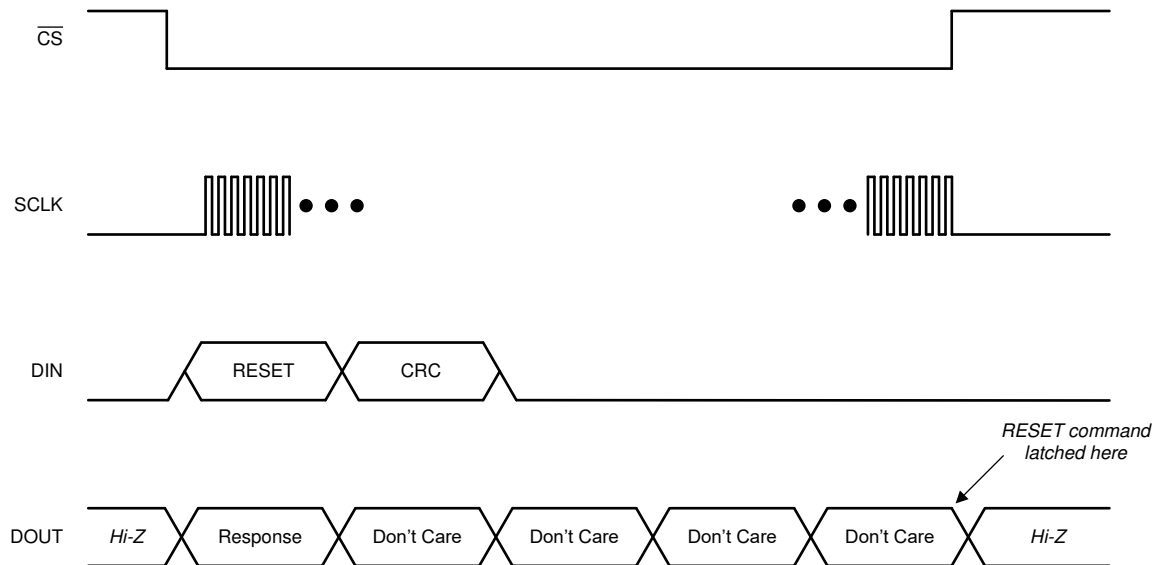 CS
SCLK
DIN
RESET
CRC
RESET command
latched here
DOUT
Hi-Z
Response
Don't Care
Don't Care
Don't Care
Don't Care
Hi-Z